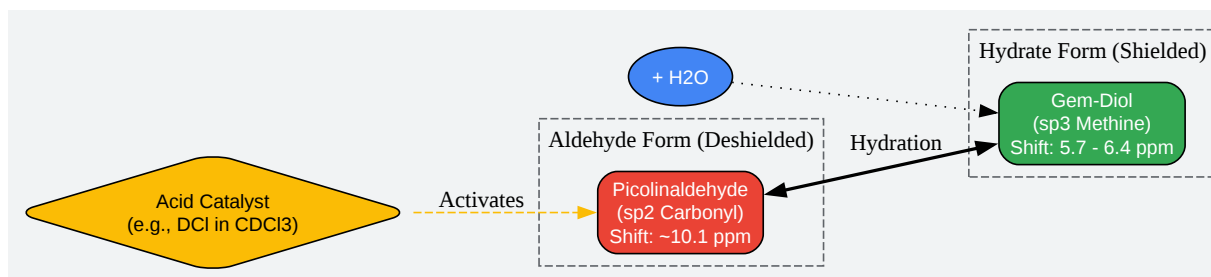 Hydrate Form (Shielded)
+ H2O
Gem-Diol
(sp3 Methine)
Shift: 5.7 - 6.4 ppm
Aldehyde Form (Deshielded)
Hydration
Acid Catalyst
(e.g., DCl in CDCl3)
Activates
Picolinaldehyde
(sp2 Carbonyl)
Shift: ~10.1 ppm